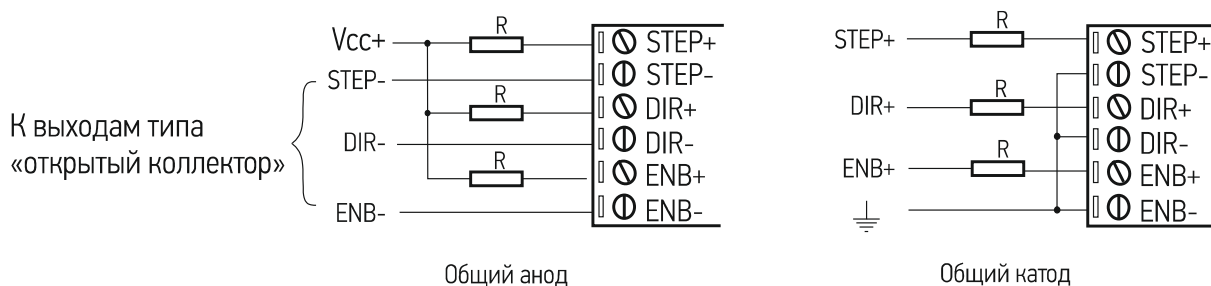 К выходам типа
«открытый коллектор»
Vcc+
STEP-
DIR-
ENB-
R
R
R
STEP+
STEP-
DIR+
DIR-
ENB+
ENB-
Общий анод
STEP+
DIR+
ENB+
R
R
R
STEP+
STEP-
DIR+
DIR-
ENB+
ENB-
Общий катод